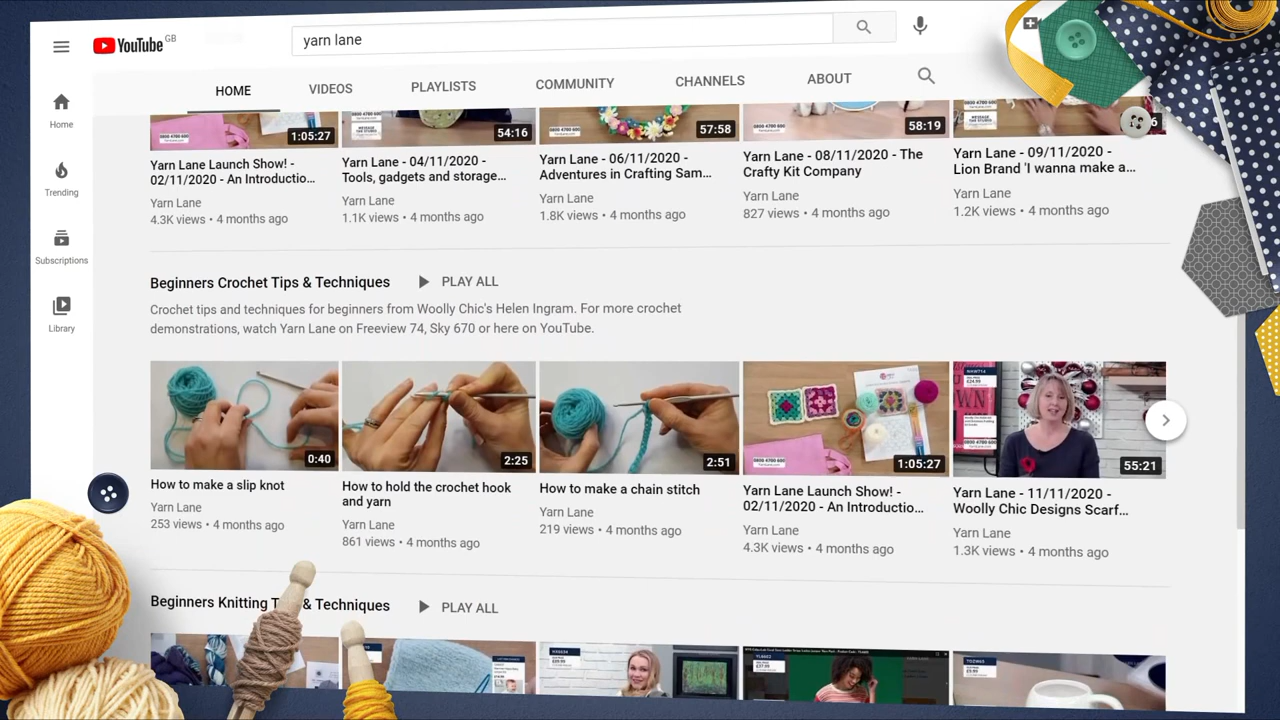 YouTube GB
yarn lane
HOME VIDEOS PLAYLISTS COMMUNITY CHANNELS ABOUT
Home
Trending
Subscriptions
Library
1:05:27
54:16
57:58
58:19
Yarn Lane Launch Show! -
02/11/2020 - An Introductio...
Yarn Lane
4.3K views • 4 months ago
Yarn Lane - 04/11/2020 -
Tools, gadgets and storage...
Yarn Lane
1.1K views • 4 months ago
Yarn Lane - 06/11/2020 -
Adventures in Crafting Sam...
Yarn Lane
1.8K views • 4 months ago
Yarn Lane - 08/11/2020 - The
Crafty Kit Company
Yarn Lane
827 views • 4 months ago
Yarn Lane - 09/11/2020 -
Lion Brand 'I wanna make a...
Yarn Lane
1.2K views • 4 months ago
Beginners Crochet Tips & Techniques PLAY ALL
Crochet tips and techniques for beginners from Woolly Chic's Helen Ingram. For more crochet
demonstrations, watch Yarn Lane on Freeview 74, Sky 670 or here on YouTube.
0:40
2:25
2:51
1:05:27
55:21
How to make a slip knot
Yarn Lane
253 views • 4 months ago
How to hold the crochet hook
and yarn
Yarn Lane
861 views • 4 months ago
How to make a chain stitch
Yarn Lane
219 views • 4 months ago
Yarn Lane Launch Show! -
02/11/2020 - An Introductio...
Yarn Lane
4.3K views • 4 months ago
Yarn Lane - 11/11/2020 -
Woolly Chic Designs Scarf...
Yarn Lane
1.3K views • 4 months ago
Beginners Knitting T & Techniques PLAY ALL